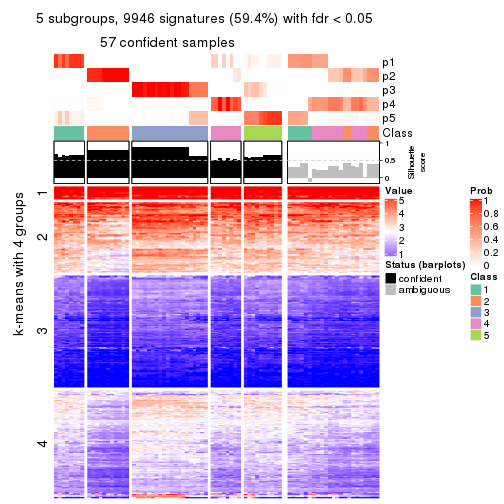 5 subgroups, 9946 signatures (59.4%) with fdr < 0.05
57 confident samples
p1
p2
p3
p4
p5
Class
1
0.5
0
Silhouette
score
k-means with 4 groups
1
2
3
4
Value
5
4
3
2
1
Status (barplots)
confident
ambiguous
Prob
1
0.8
0.6
0.4
0.2
0
Class
1
2
3
4
5